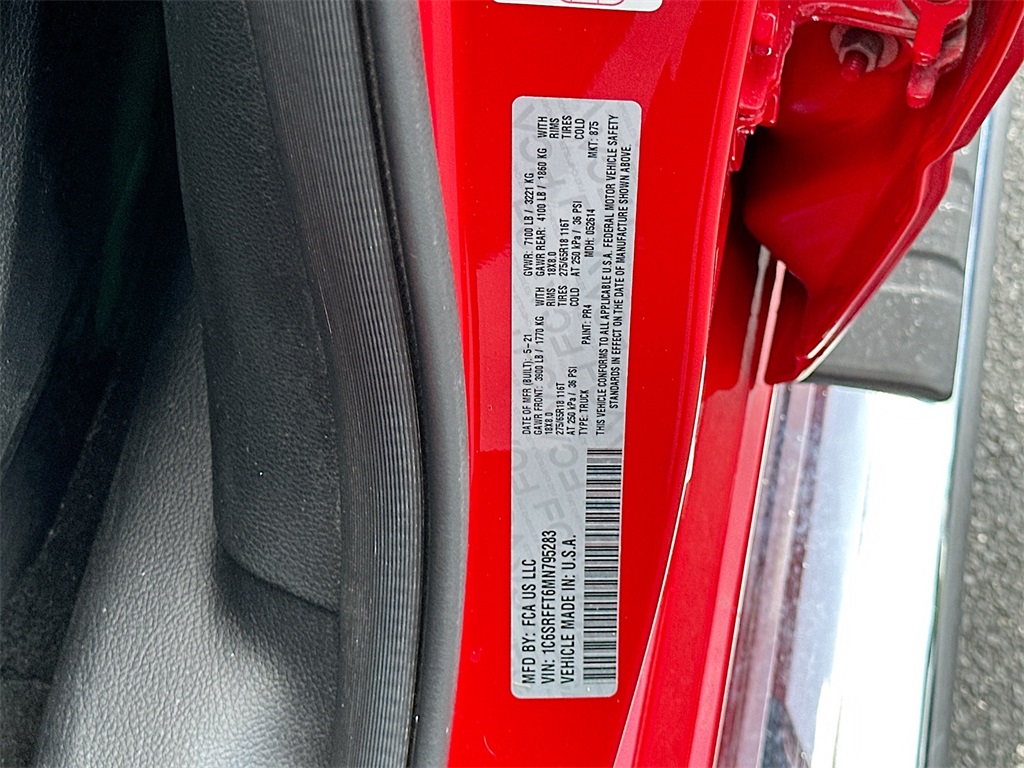 MFD BY: FCA US LLC
VIN: 1C6SRFFT6MN795283
VEHICLE MADE IN: U.S.A.
DATE OF MFR (BUILT): 5-21 GVWR: 7100 LB / 3221 KG
GAWR FRONT: 3900 LB / 1770 KG WITH GAWR REAR: 4100 LB / 1860 KG WITH
18X8.0 RIMS 18X8.0 RIMS
275/65R18 116T TIRES 275/65R18 116T TIRES
AT 250 kPa / 36 PSI COLD AT 250 kPa / 36 PSI COLD
TYPE: TRUCK PAINT: PR4 MDH: 052614 MKT: 875
THIS VEHICLE CONFORMS TO ALL APPLICABLE U.S.A. FEDERAL MOTOR VEHICLE SAFETY
STANDARDS IN EFFECT ON THE DATE OF MANUFACTURE SHOWN ABOVE.